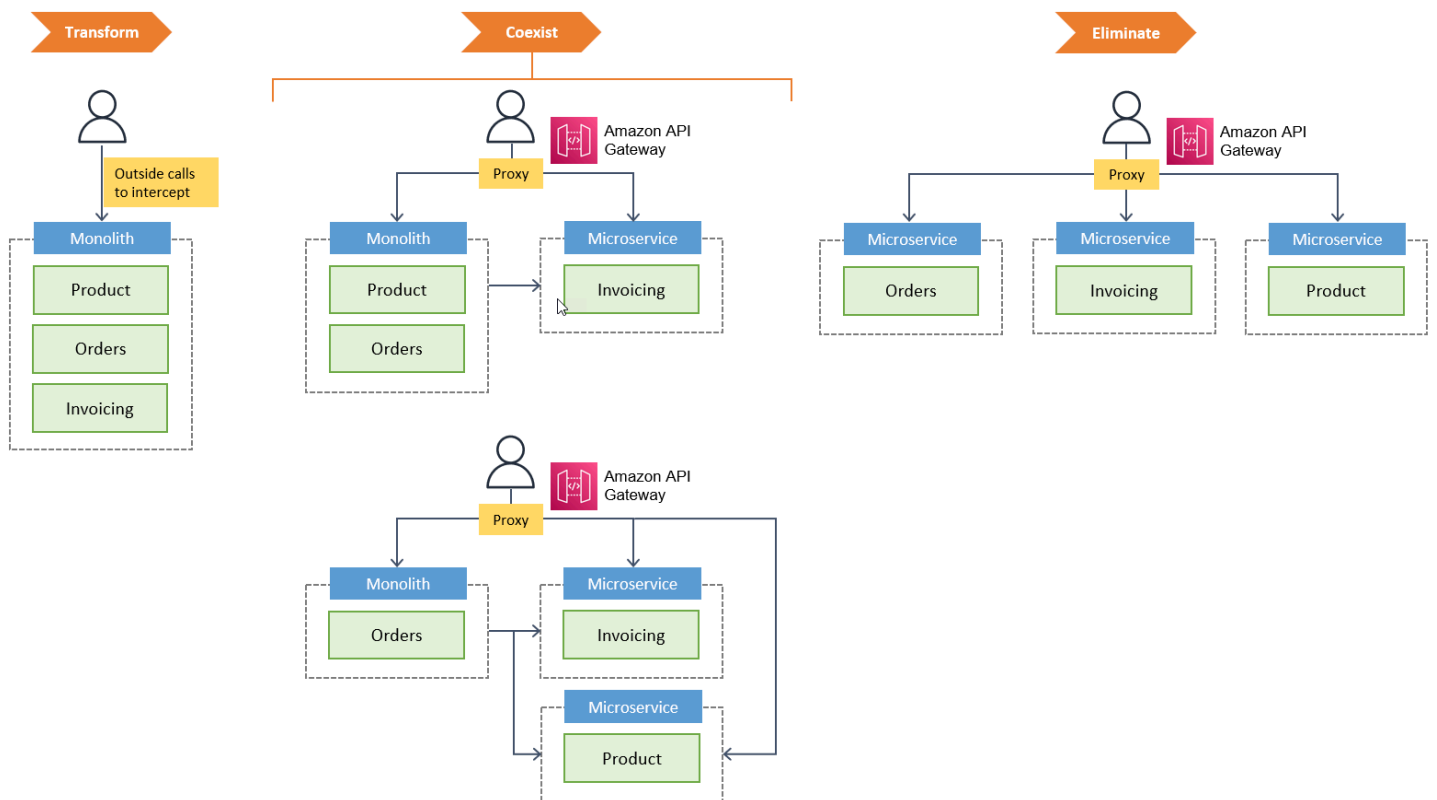 Transform
Coexist
Eliminate
Outside calls
to intercept
Monolith
Product
Orders
Invoicing
Amazon API
Gateway
Proxy
Monolith
Product
Orders
Microservice
Invoicing
Amazon API
Gateway
Proxy
Monolith
Orders
Microservice
Invoicing
Microservice
Product
Amazon API
Gateway
Proxy
Microservice
Orders
Microservice
Invoicing
Microservice
Product